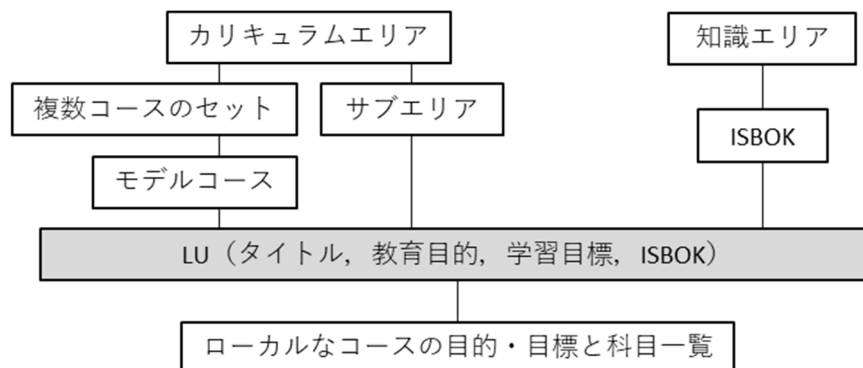 カリキュラムエリア
知識エリア
複数コースのセット
サブエリア
ISBOK
モデルコース
LU（タイトル，教育目的，学習目標，ISBOK）
ローカルなコースの目的・目標と科目一覧